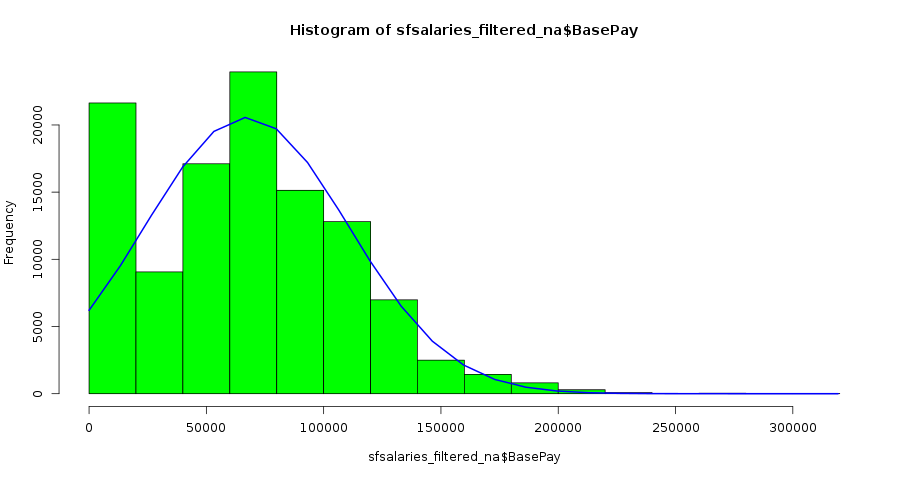 Histogram of sfsalaries_filtered_na$BasePay
Frequency
20000
15000
10000
5000
0
0 50000 100000 150000 200000 250000 300000
sfsalaries_filtered_na$BasePay